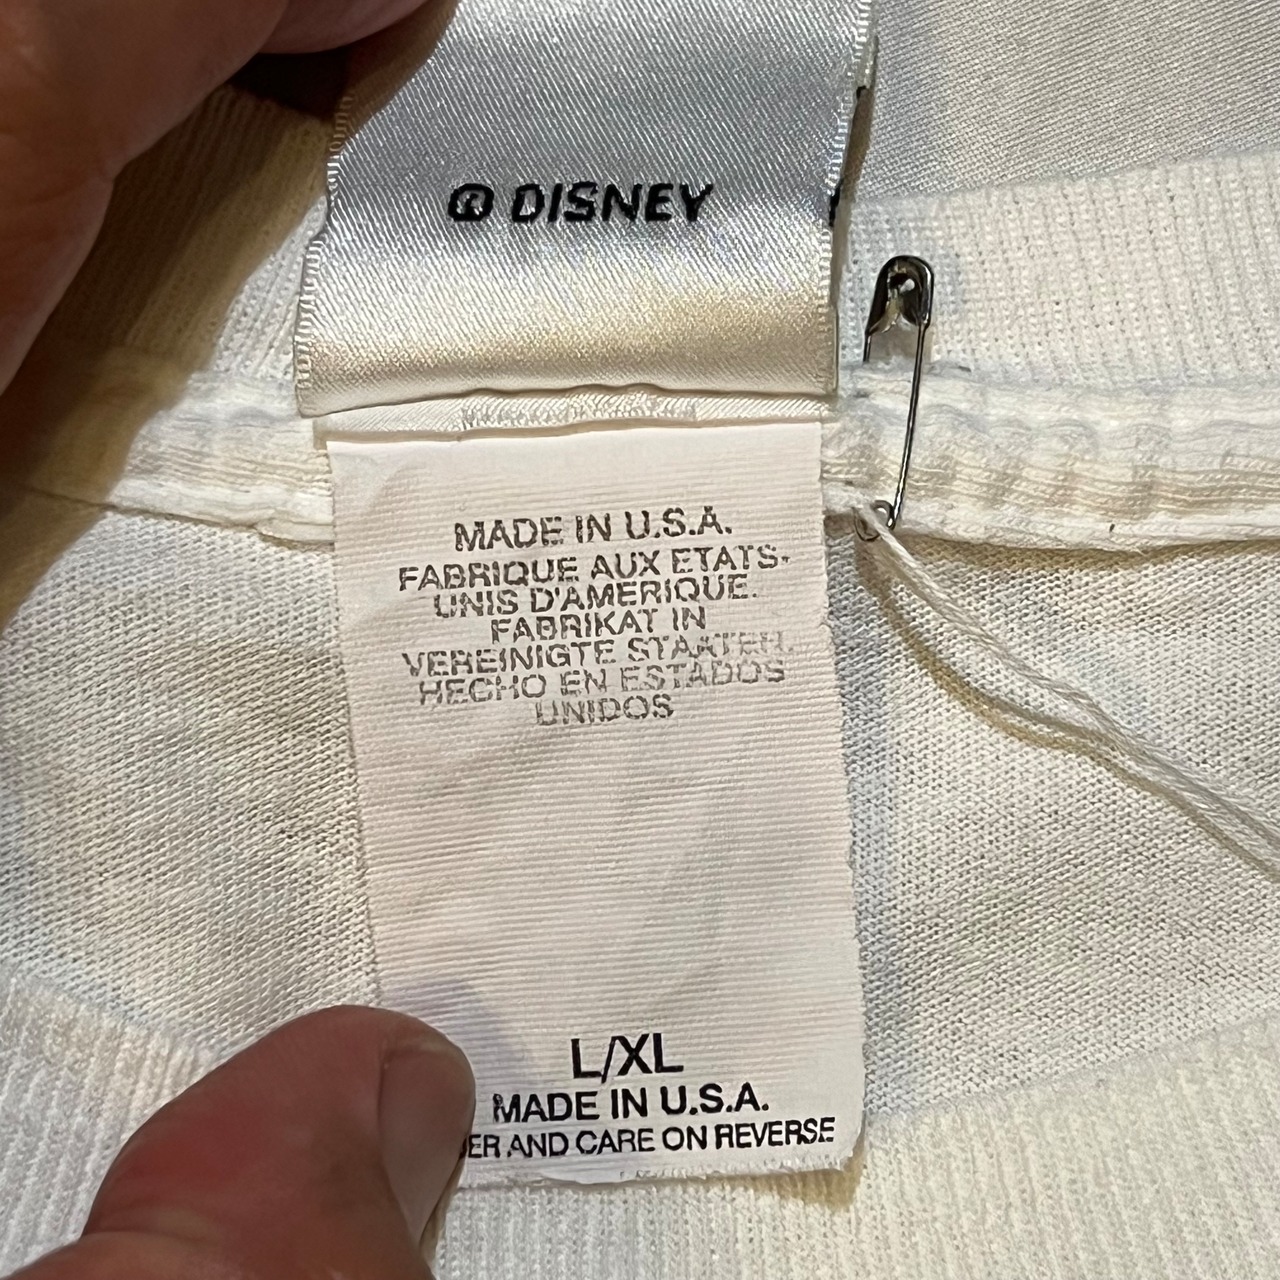 © DISNEY
MADE IN U.S.A.
FABRIQUE AUX ETATS-
UNIS D'AMERIQUE.
FABRIKAT IN
VEREINIGTE STAATEN.
HECHO EN ESTADOS
UNIDOS
L/XL
MADE IN U.S.A.
AND CARE ON REVERSE